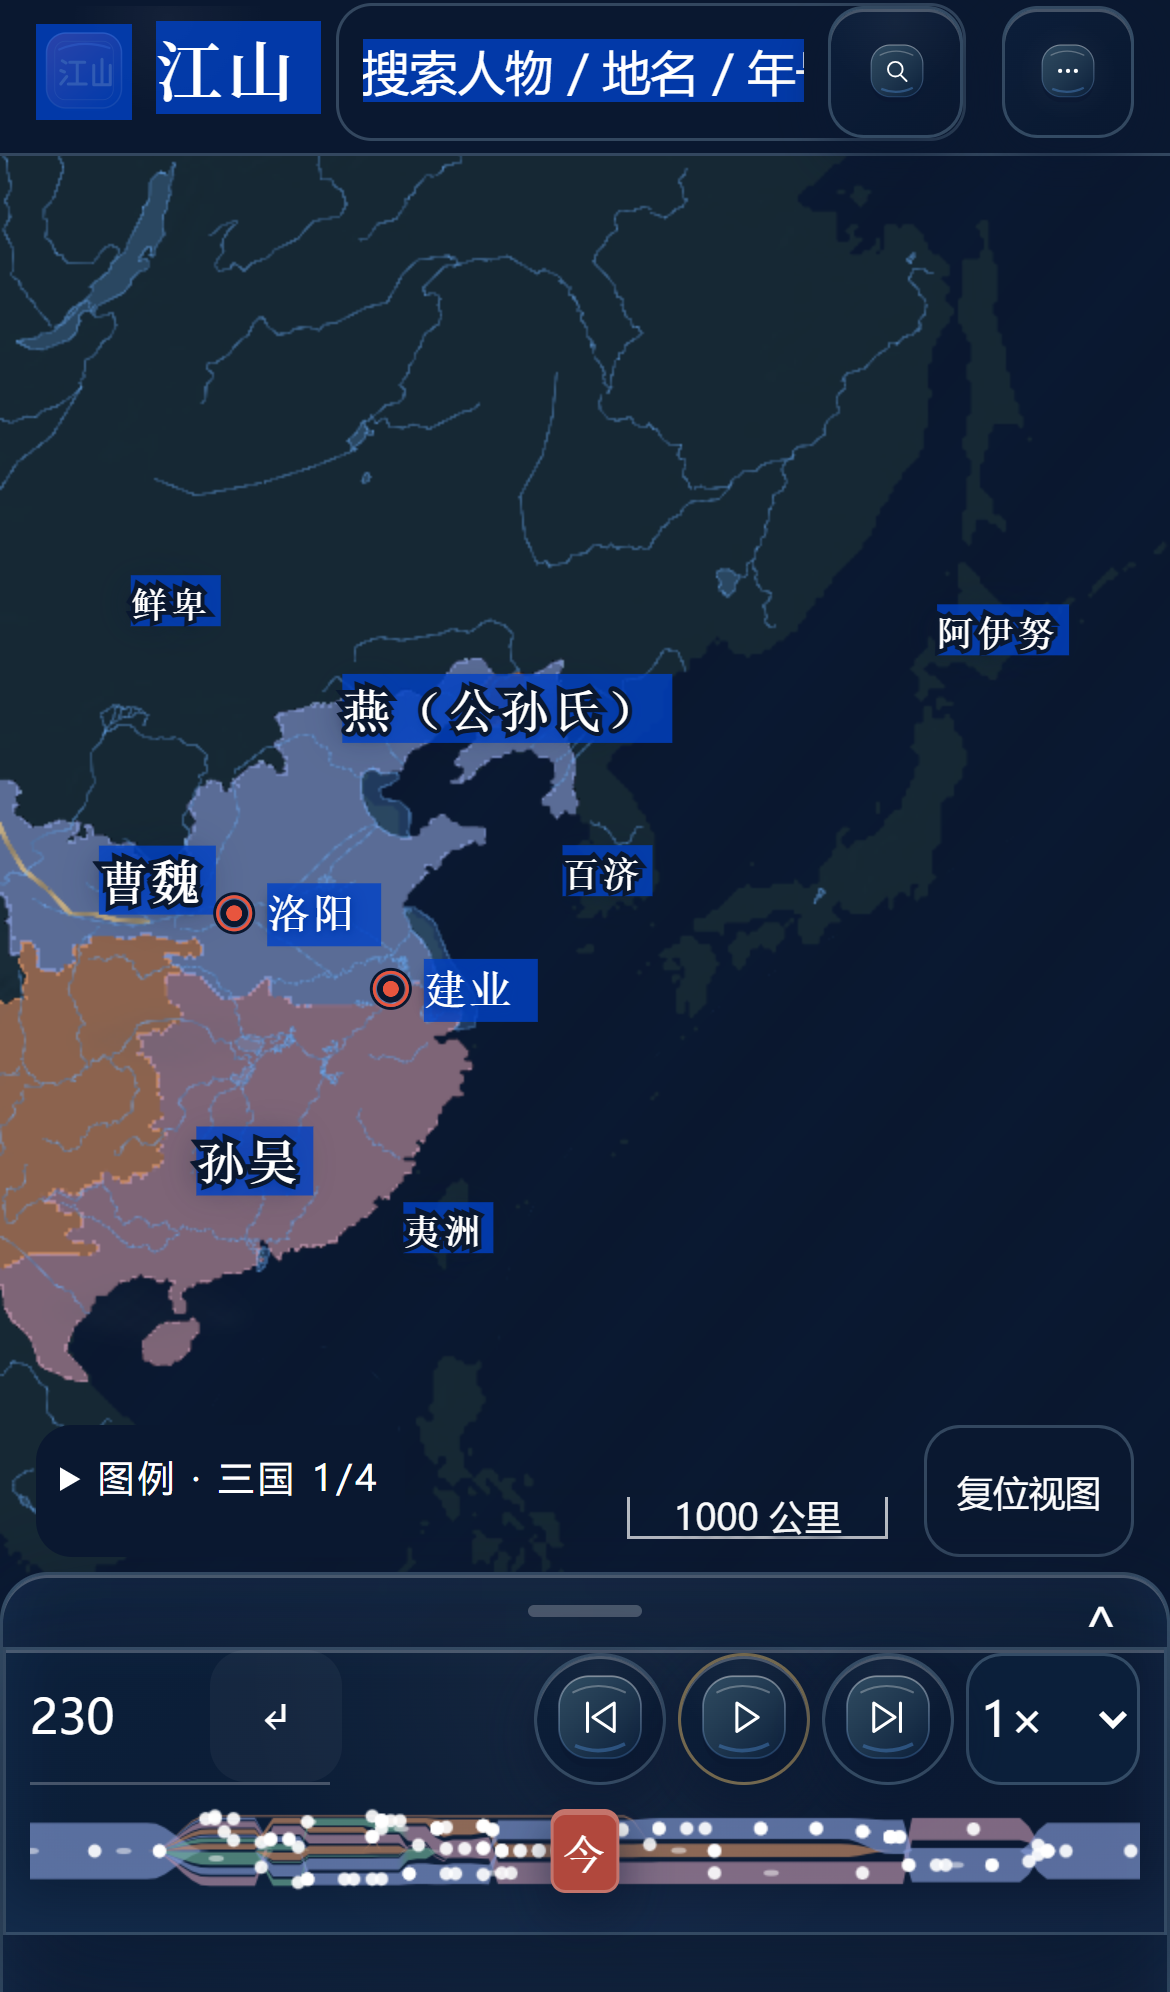 江山
江山
搜索人物 / 地名 / 年
鲜卑
阿伊努
燕（公孙氏）
曹魏
百济
洛阳
建业
孙吴
夷洲
图例 · 三国 1/4
1000 公里
复位视图
230
1×
今